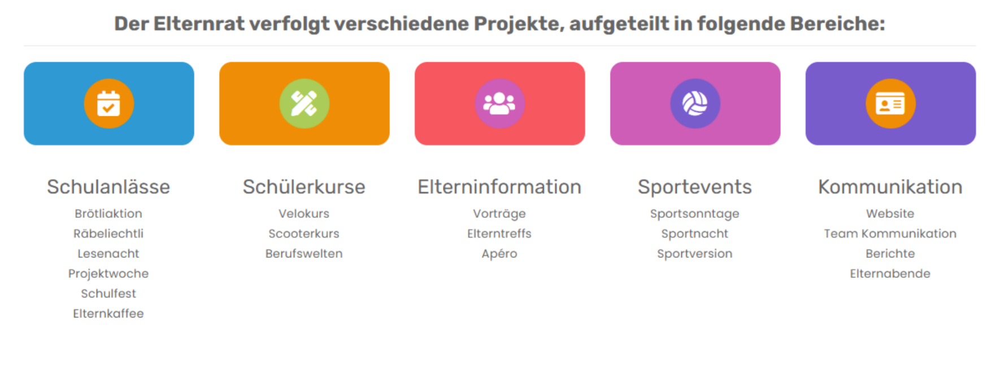 Der Elternrat verfolgt verschiedene Projekte, aufgeteilt in folgende Bereiche:
Schulanlässe
Brötliaktion
Räbeliechtli
Lesenacht
Projektwoche
Schulfest
Elternkaffee
Schülerkurse
Velokurs
Scooterkurs
Berufswelten
Elterninformation
Vorträge
Elterntreffs
Apéro
Sportevents
Sportsonntage
Sportnacht
Sportversion
Kommunikation
Website
Team Kommunikation
Berichte
Elternabende